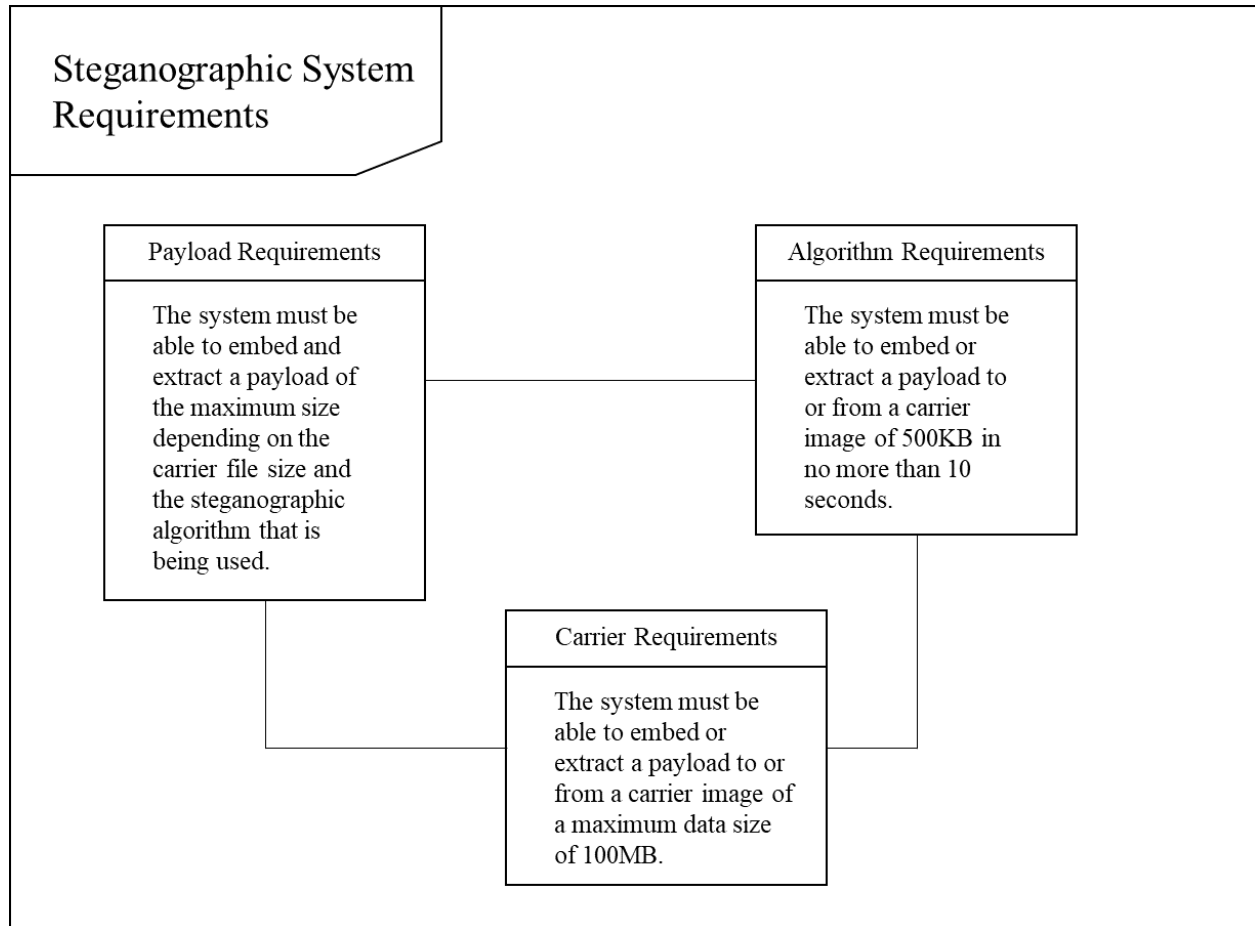 Steganographic System
Requirements
Payload Requirements
The system must be
able to embed and
extract a payload of
the maximum size
depending on the
carrier file size and
the steganographic
algorithm that is
being used.
Algorithm Requirements
The system must be
able to embed or
extract a payload to
or from a carrier
image of 500KB in
no more than 10
seconds.
Carrier Requirements
The system must be
able to embed or
extract a payload to or
from a carrier image of
a maximum data size
of 100MB.